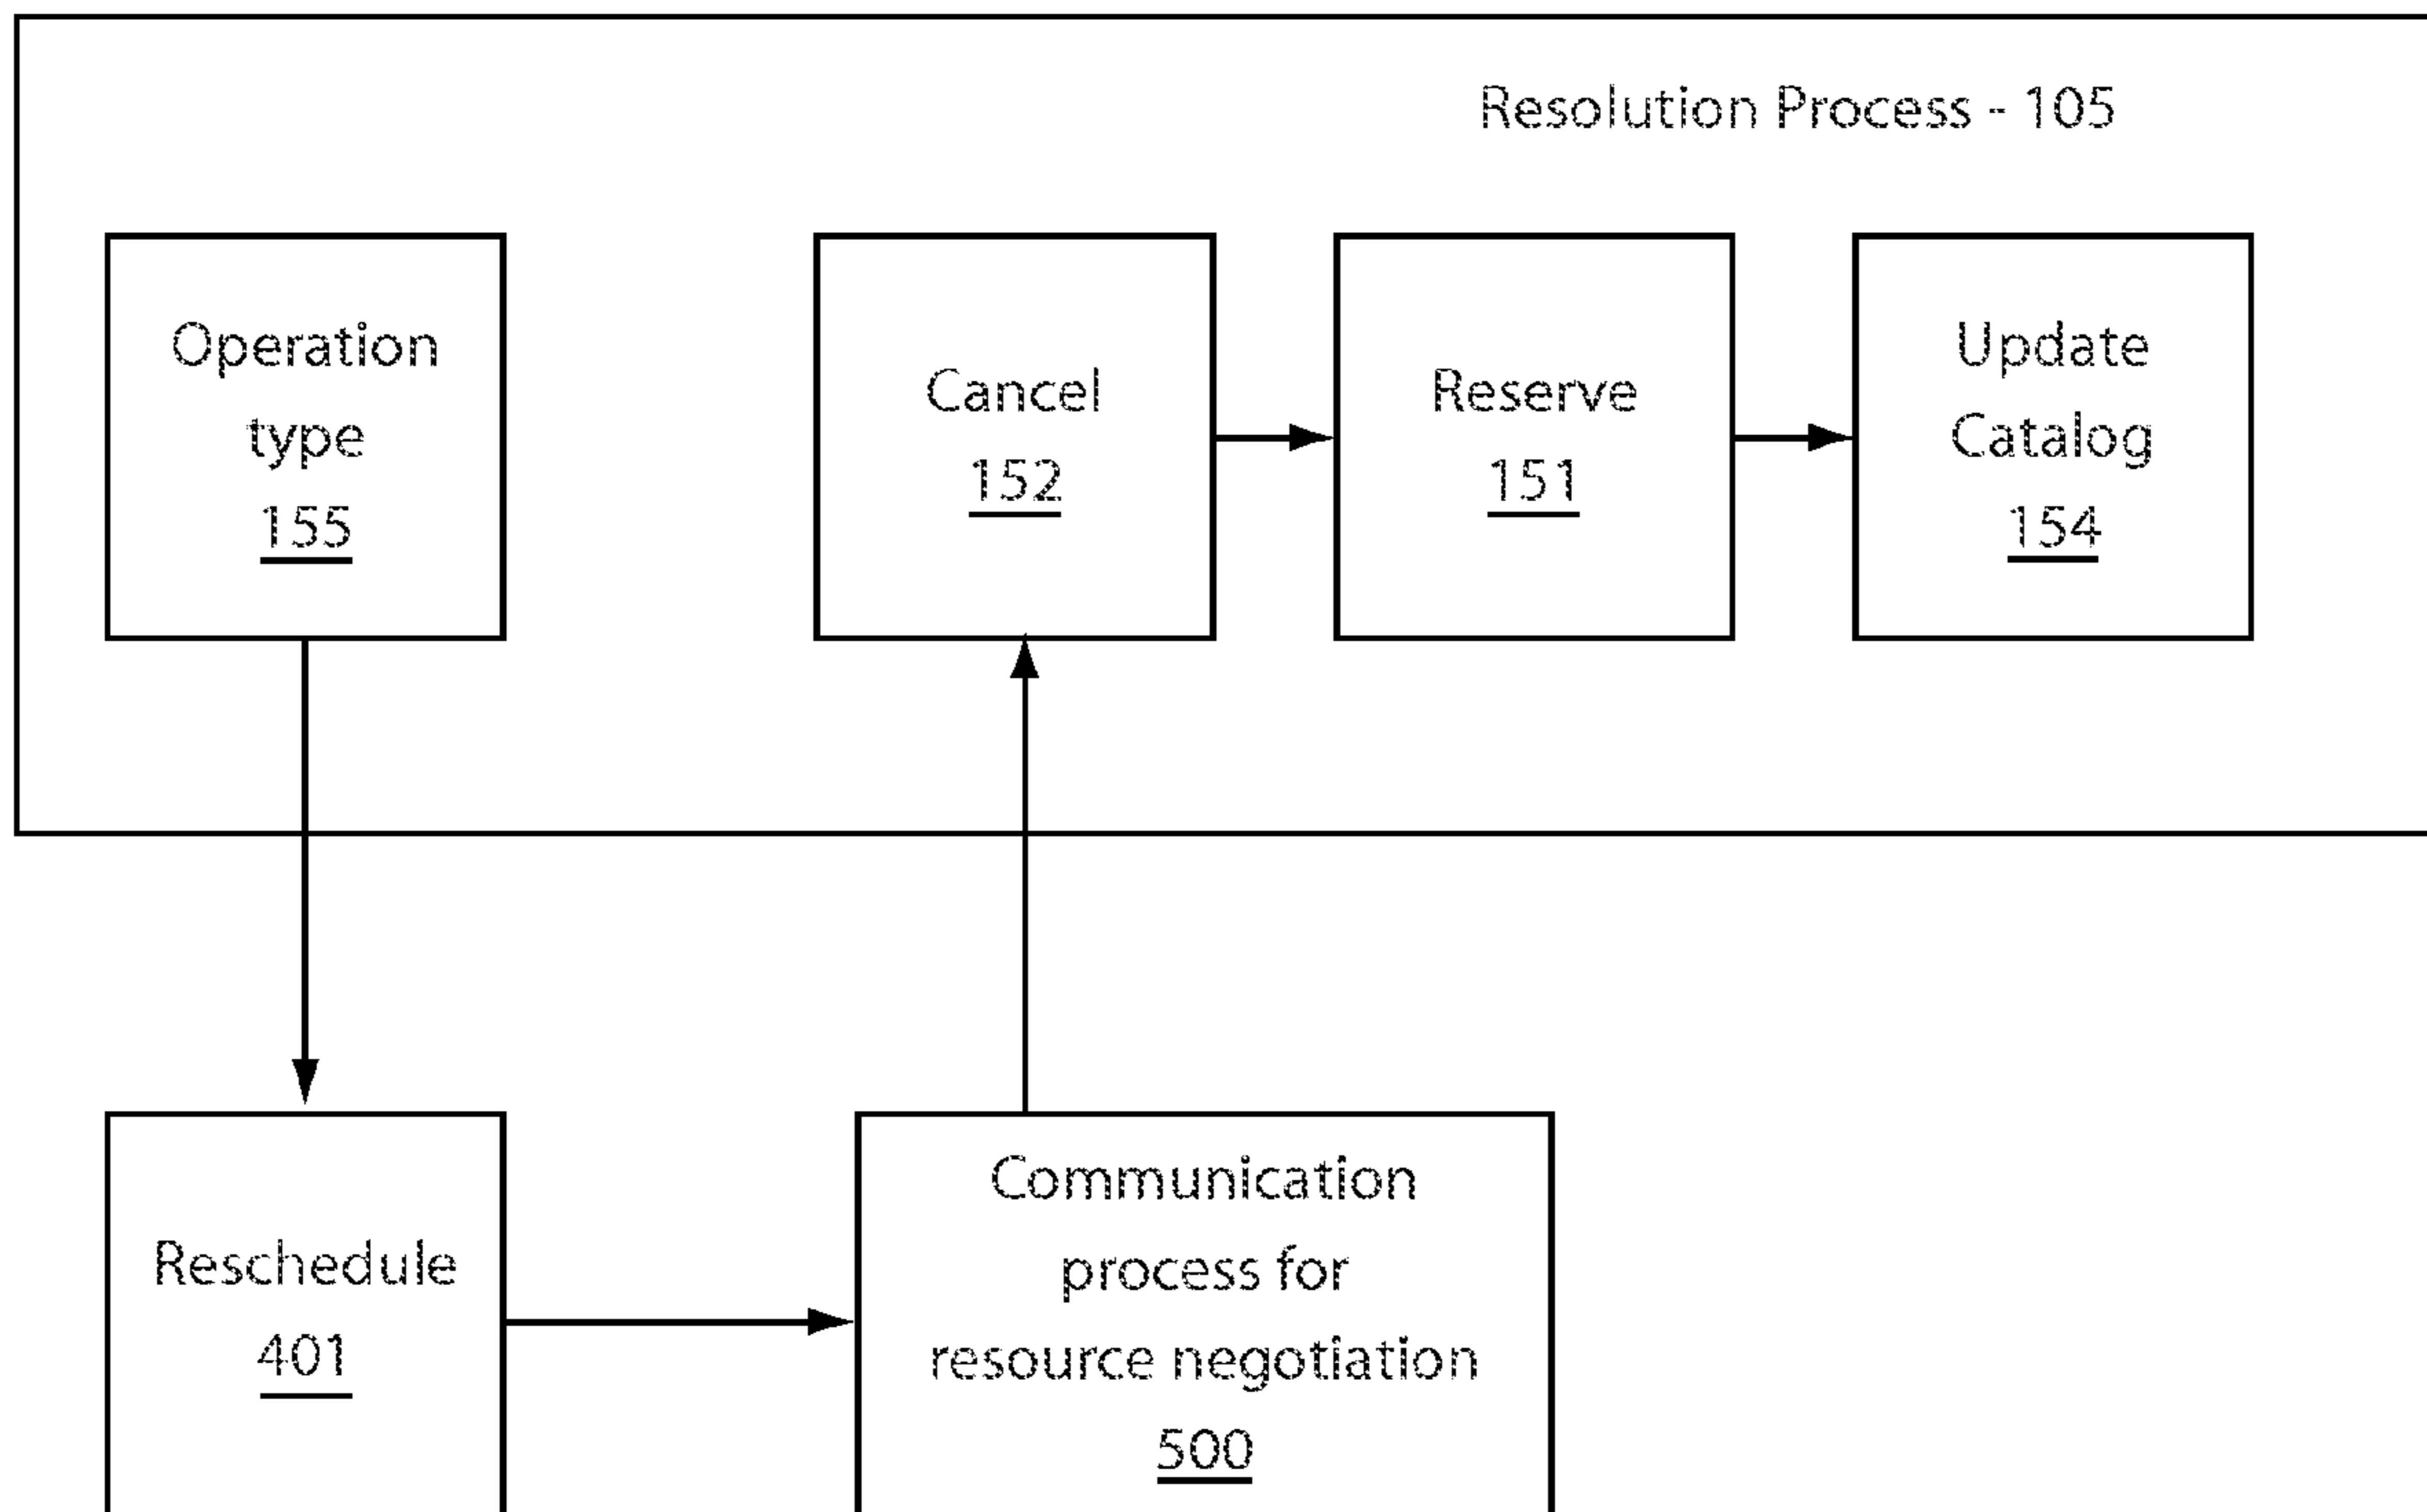 Resolution Process - 105
Operation
type
155
Cancel
152
Reserve
151
Update
Catalog
154
Reschedule
401
Communication
process for
resource negotiation
500